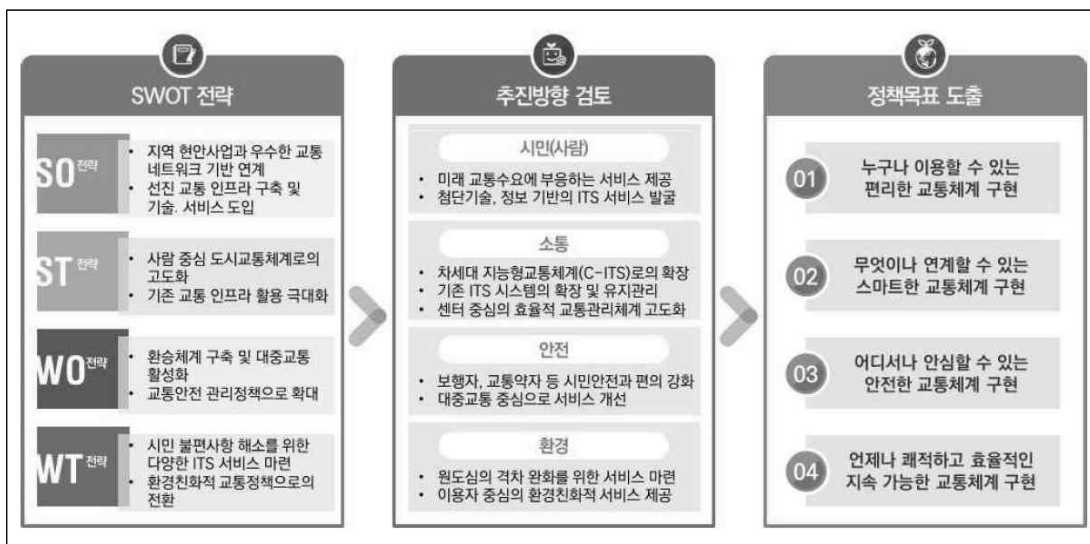 SWOT 전략
SO전략
• 지역 현안사업과 우수한 교통
네트워크 기반 연계
• 선진 교통 인프라 구축 및
기술. 서비스 도입
ST전략
• 사람 중심 도시교통체계로의
고도화
• 기존 교통 인프라 활용 극대화
WO전략
• 환승체계 구축 및 대중교통
활성화
• 교통안전 관리정책으로 확대
WT전략
• 시민 불편사항 해소를 위한
다양한 ITS 서비스 마련
• 환경친화적 교통정책으로의
전환
추진방향 검토
시민(사람)
• 미래 교통수요에 부응하는 서비스 제공
• 첨단기술, 정보 기반의 ITS 서비스 발굴
소통
• 차세대 지능형교통체계(C-ITS)로의 확장
• 기존 ITS 시스템의 확장 및 유지관리
• 센터 중심의 효율적 교통관리체계 고도화
안전
• 보행자, 교통약자 등 시민안전과 편의 강화
• 대중교통 중심으로 서비스 개선
환경
• 원도심의 격차 완화를 위한 서비스 마련
• 이용자 중심의 환경친화적 서비스 제공
정책목표 도출
01
누구나 이용할 수 있는
편리한 교통체계 구현
02
무엇이나 연계할 수 있는
스마트한 교통체계 구현
03
어디서나 안심할 수 있는
안전한 교통체계 구현
04
언제나 쾌적하고 효율적인
지속 가능한 교통체계 구현